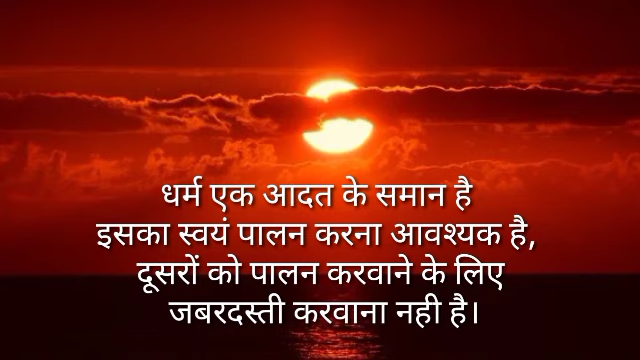 धर्म एक आदत के समान है
इसका स्वयं पालन करना आवश्यक है,
दूसरों को पालन करवाने के लिए
जबरदस्ती करवाना नही है।